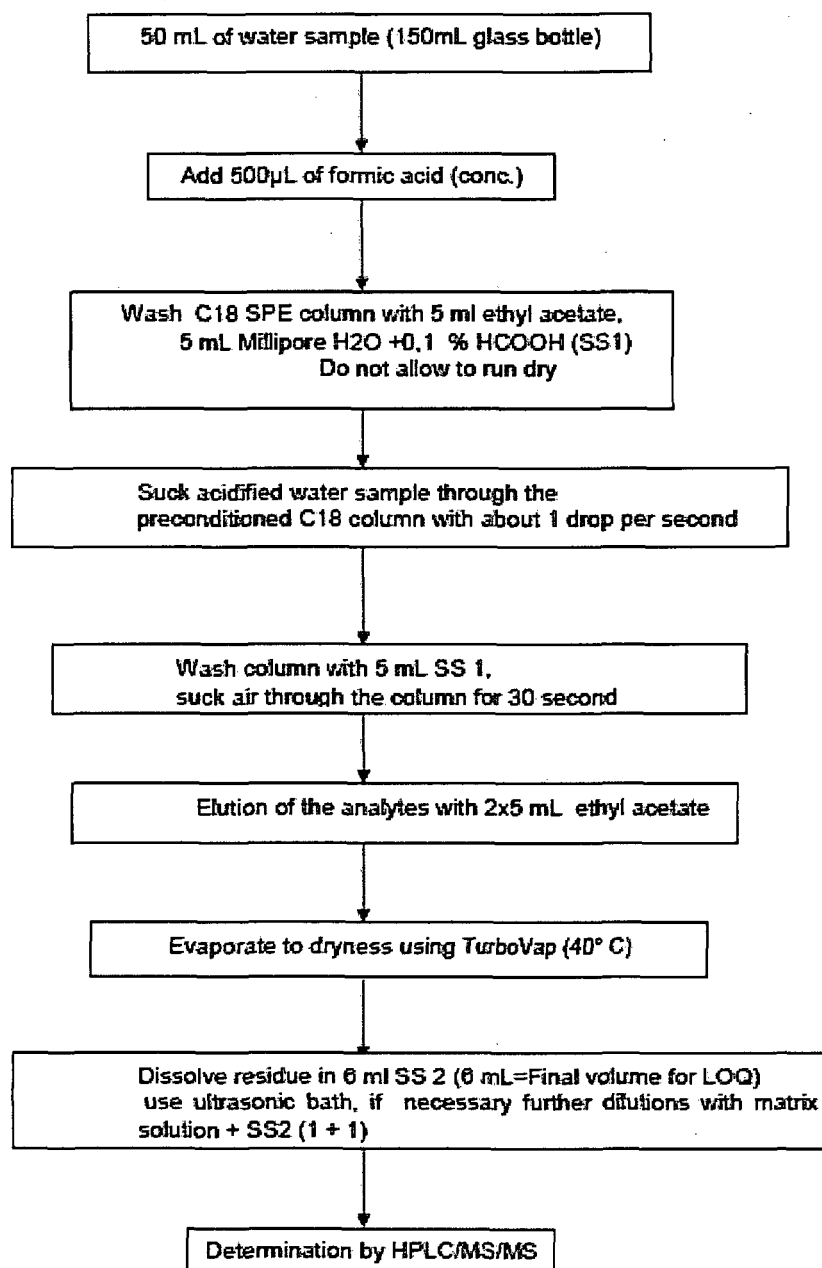 50 mL of water sample (150mL glass bottle)
Add 500µL of formic acid (conc.)
Wash C18 SPE column with 5 ml ethyl acetate,
5 mL Millipore H2O +0,1 % HCOOH (SS1)
Do not allow to run dry
Suck acidified water sample through the
preconditioned C18 column with about 1 drop per second
Wash column with 5 mL SS 1,
suck air through the column for 30 second
Elution of the analytes with 2x5 mL ethyl acetate
Evaporate to dryness using TurboVap (40° C)
Dissolve residue in 6 ml SS 2 (6 mL=Final volume for LOQ)
use ultrasonic bath, if necessary further dilutions with matrix
solution + SS2 (1 + 1)
Determination by HPLC/MS/MS